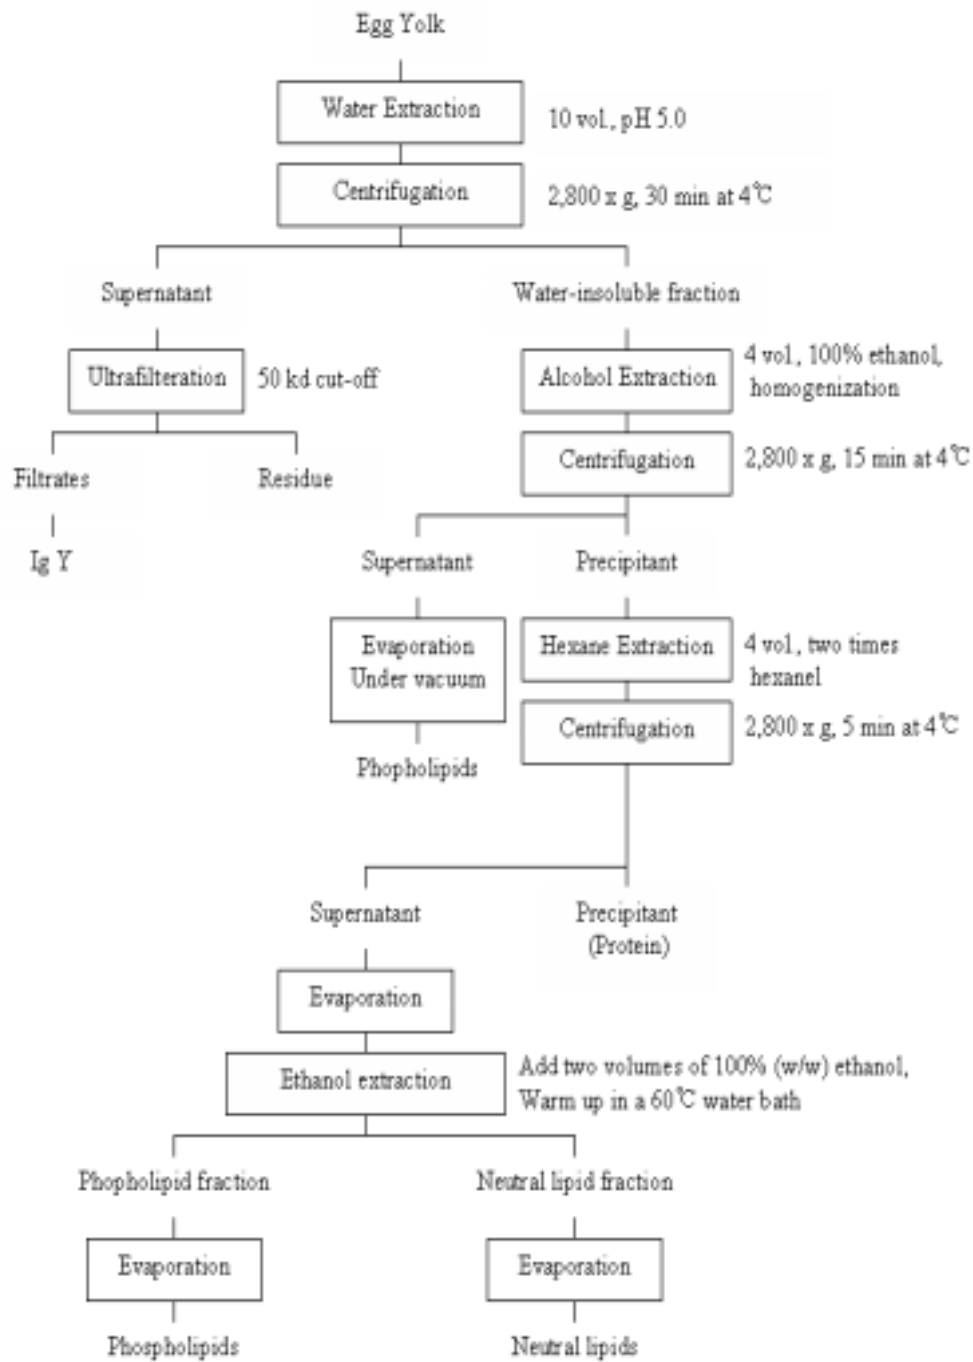 Egg Yolk
Water Extraction
10 vol., pH 5.0
Centrifugation
2,800 x g, 30 min at 4℃
Supernatant
Water-insoluble fraction
Ultrafilteration
50 kd cut-off
Alcohol Extraction
4 vol., 100% ethanol,
homogenization
Centrifugation
2,800 x g, 15 min at 4℃
Filtrates
Residue
Ig Y
Supernatant
Precipitant
Evaporation
Under vacuum
Hexane Extraction
4 vol., two times
hexanel
Centrifugation
2,800 x g, 5 min at 4℃
Phopholipids
Supernatant
Precipitant
(Protein)
Evaporation
Ethanol extraction
Add two volumes of 100% (w/w) ethanol,
Warm up in a 60℃ water bath
Phopholipid fraction
Neutral lipid fraction
Evaporation
Evaporation
Phospholipids
Neutral lipids